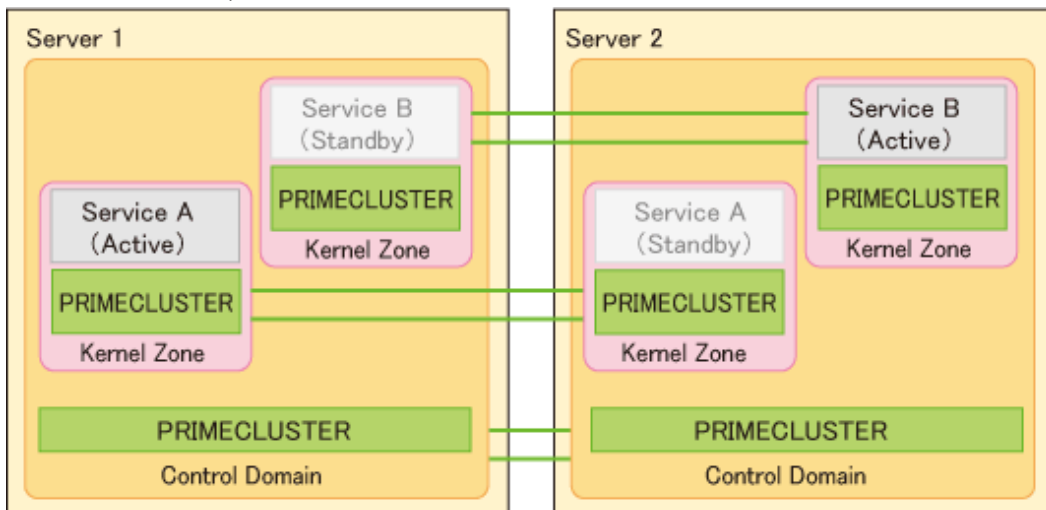 Server 1
Service B
(Standby)
PRIMECLUSTER
Kernel Zone
Service A
(Active)
PRIMECLUSTER
Kernel Zone
PRIMECLUSTER
Control Domain
Server 2
Service B
(Active)
PRIMECLUSTER
Kernel Zone
Service A
(Standby)
PRIMECLUSTER
Kernel Zone
PRIMECLUSTER
Control Domain